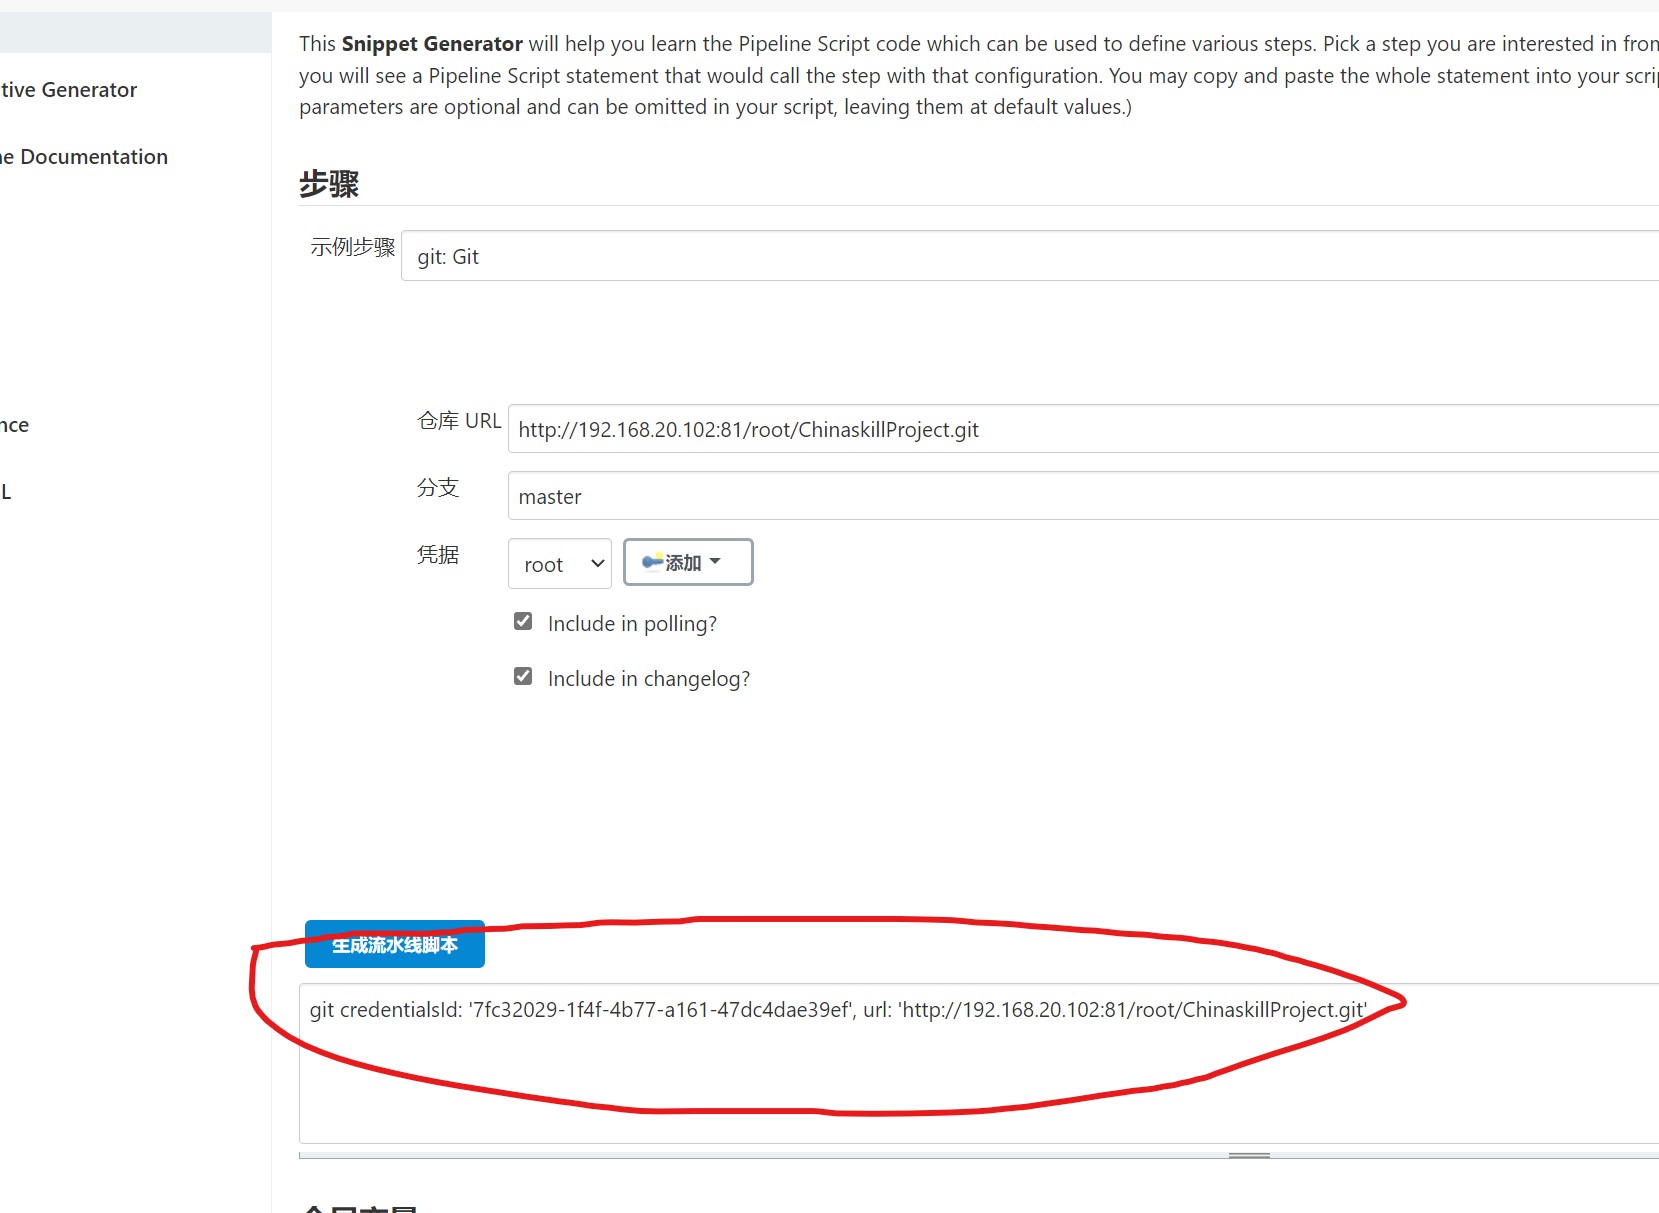 This Snippet Generator will help you learn the Pipeline Script code which can be used to define various steps. Pick a step you are interested in from
you will see a Pipeline Script statement that would call the step with that configuration. You may copy and paste the whole statement into your
parameters are optional and can be omitted in your script, leaving them at default values.)
tive Generator
Documentation
步骤
示例步骤 git: Git
仓库 URL http://192.168.20.102:81/root/ChinaskillProject.git
nce
分支 master
L
凭据 root 添加
Include in polling?
Include in changelog?
生成流水线脚本
git credentialsId: '7fc32029-1f4f-4b77-a161-47dc4dae39ef', url: 'http://192.168.20.102:81/root/ChinaskillProject.git'